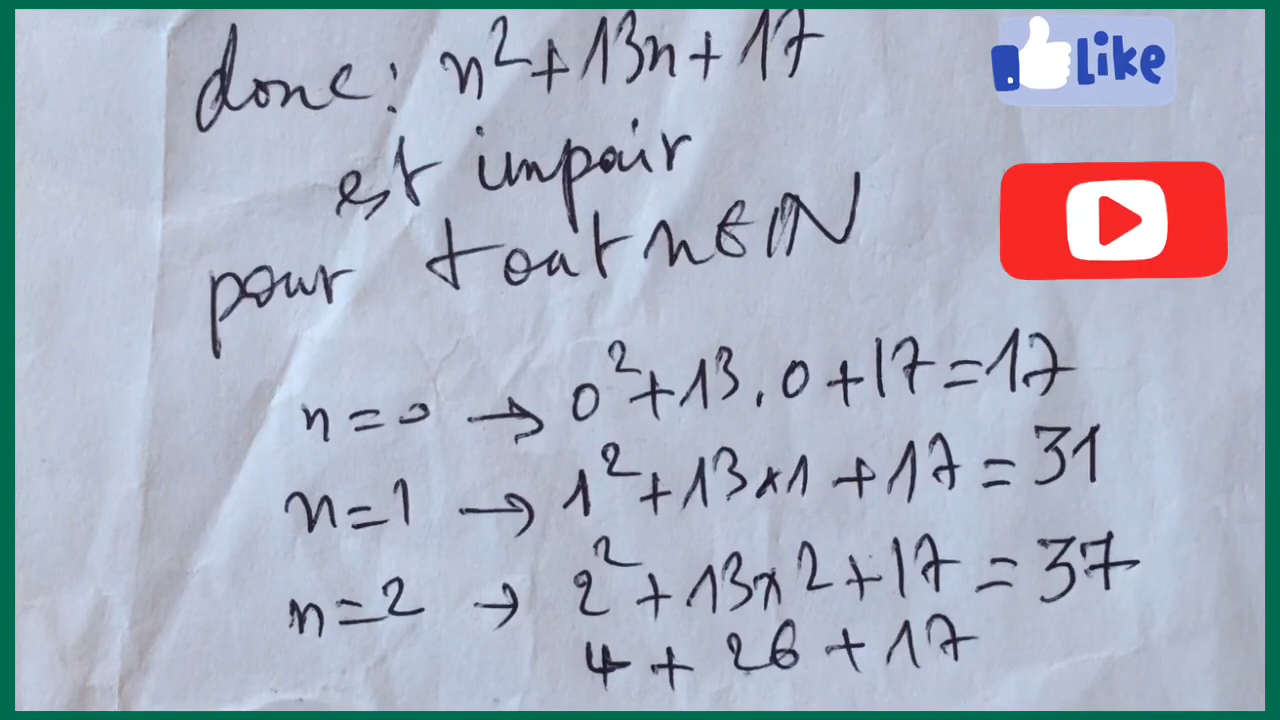 donc: n²+13n+17
Like
est impair
pour tout n∈IN
n=0 → 0²+13.0+17=17
n=1 → 1²+13×1+17=31
n=2 → 2²+13×2+17=37
4+26+17